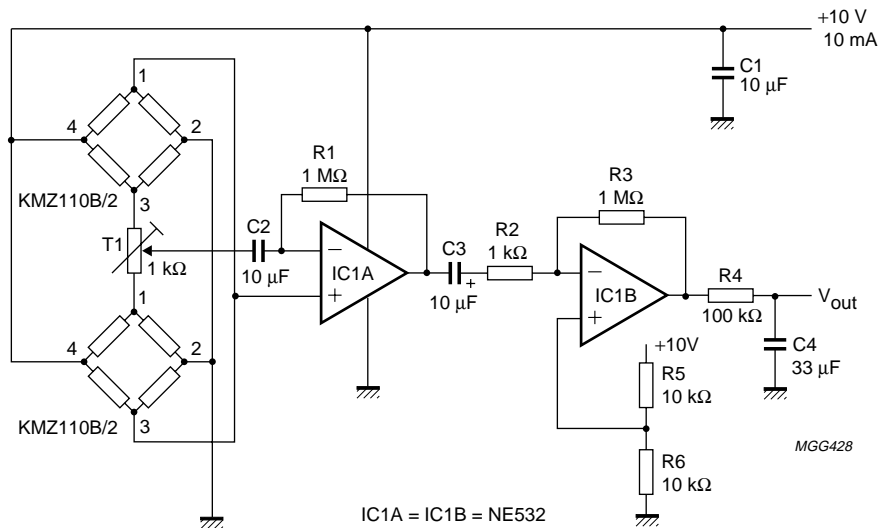 +10 V
10 mA
C1
10 μF
1
4
2
KMZ110B/2
3
T1
1 kΩ
C2
10 μF
R1
1 MΩ
−
IC1A
+
C3
+
10 μF
R2
1 kΩ
R3
1 MΩ
−
IC1B
+
R4
100 kΩ
Vout
C4
33 μF
+10V
R5
10 kΩ
R6
10 kΩ
1
4
2
KMZ110B/2
3
MGG428
IC1A = IC1B = NE532